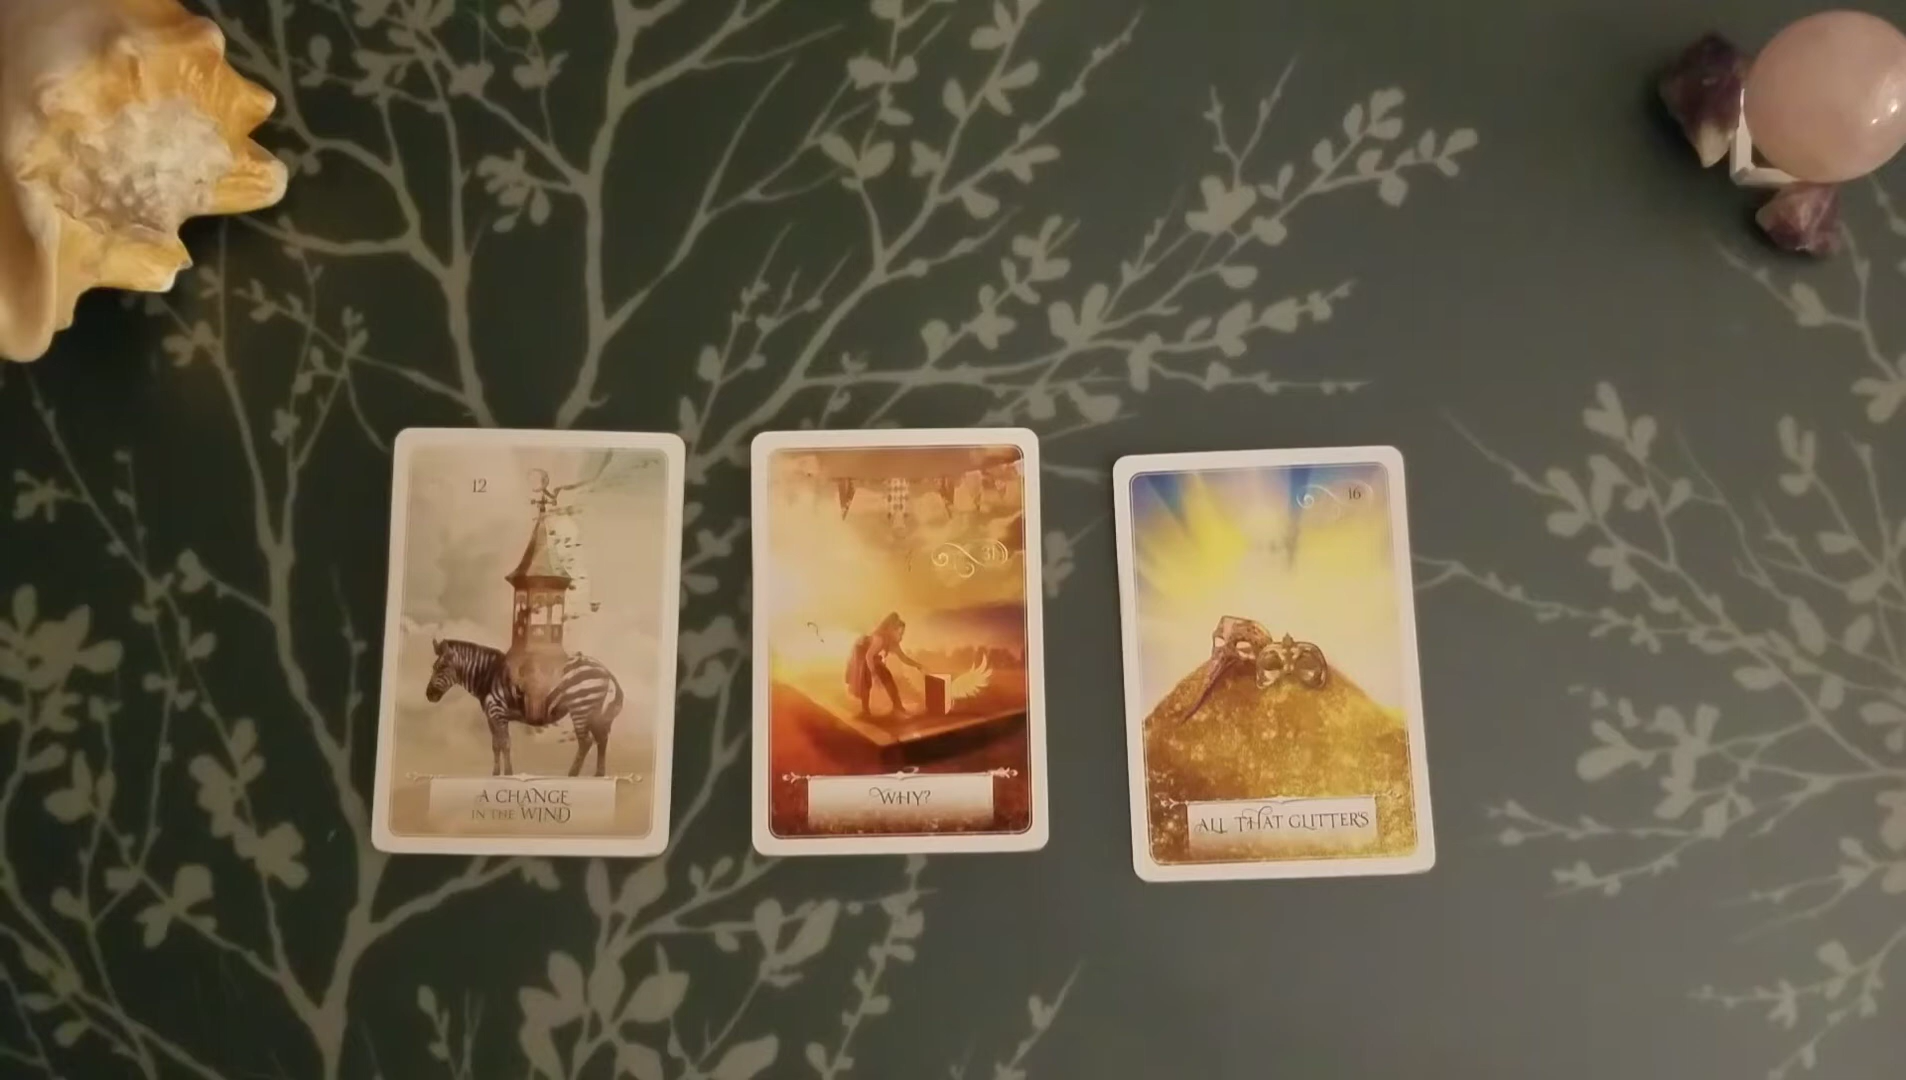 12
A CHANGE
IN THE WIND
31
WHY?
16
ALL THAT GLITTERS